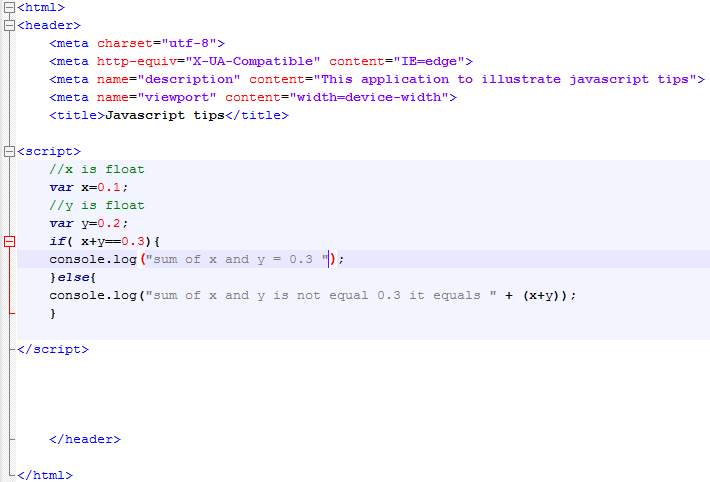 <html>
<header>
<meta charset="utf-8">
<meta http-equiv="X-UA-Compatible" content="IE=edge">
<meta name="description" content="This application to illustrate javascript tips">
<meta name="viewport" content="width=device-width">
<title>Javascript tips</title>
<script>
//x is float
var x=0.1;
//y is float
var y=0.2;
if( x+y==0.3){
console.log("sum of x and y = 0.3 ");
}else{
console.log("sum of x and y is not equal 0.3 it equals " + (x+y));
}
</script>
</header>
</html>